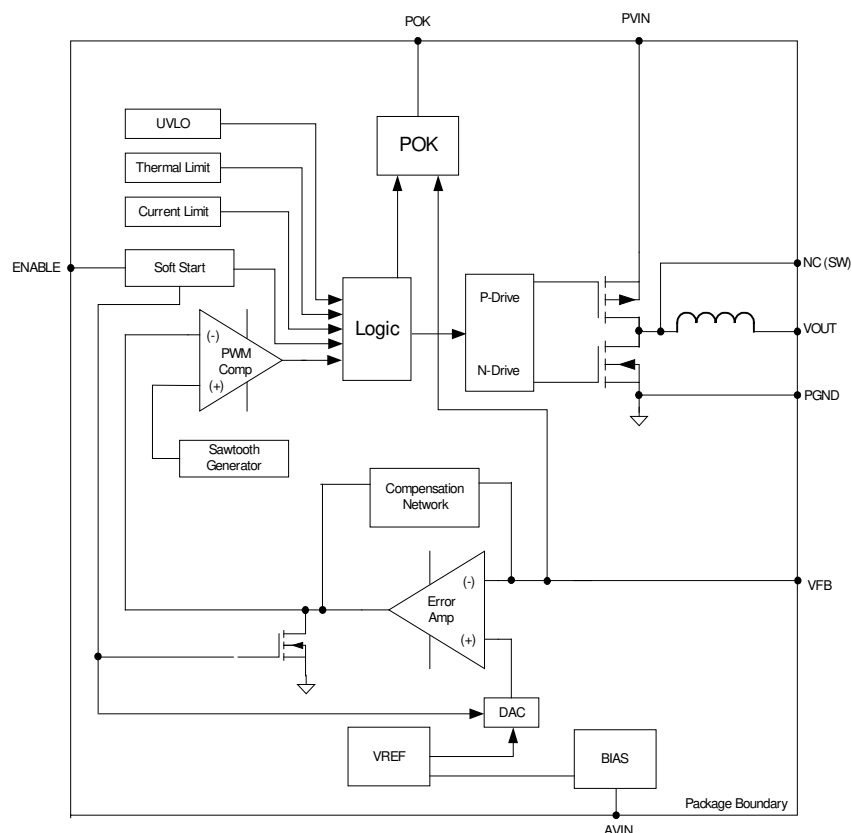 POK
PVIN
UVLO
POK
Thermal Limit
Current Limit
ENABLE
Soft Start
NC (SW)
P-Drive
Logic
VOUT
(-)
PWM
Comp
N-Drive
(+)
PGND
Sawtooth
Generator
Compensation
Network
(-)
VFB
Error
Amp
(+)
DAC
VREF
BIAS
Package Boundary
AVIN